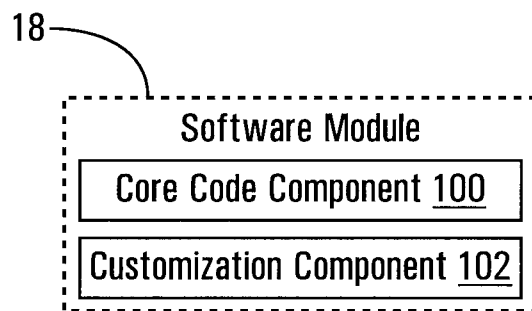 18
Software Module
Core Code Component 100
Customization Component 102